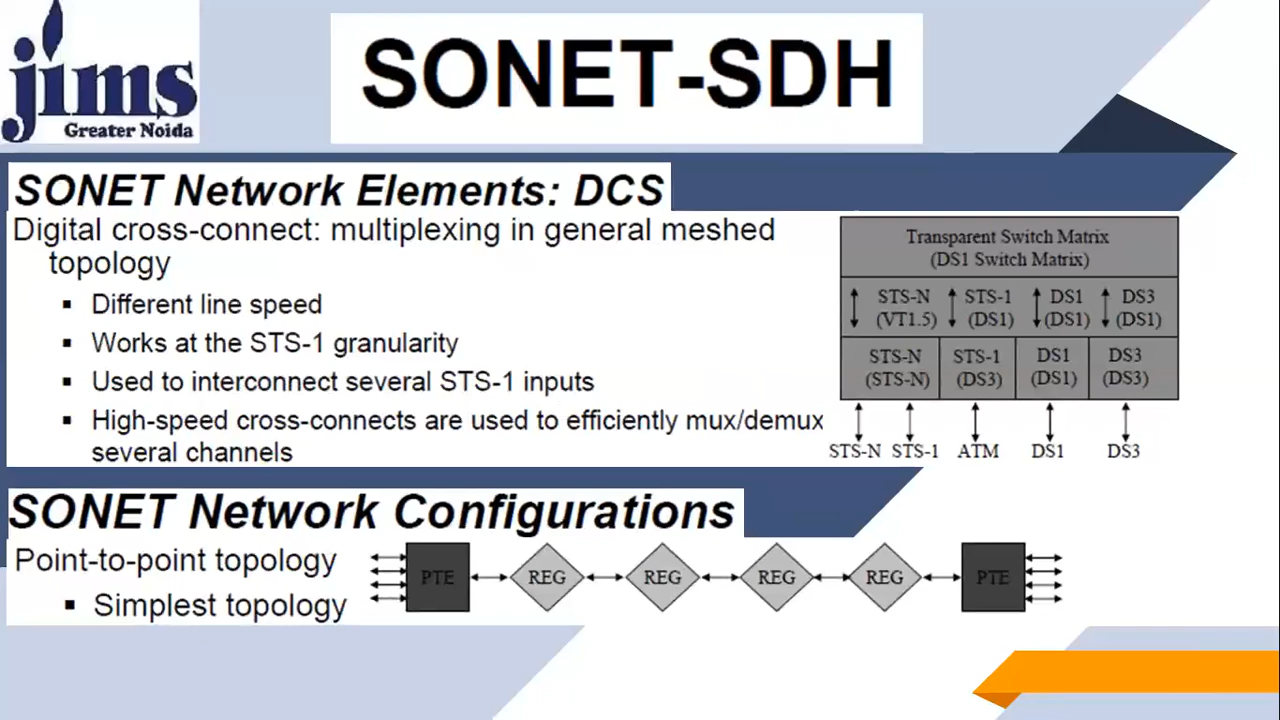 jims
Greater Noida
SONET-SDH
SONET Network Elements: DCS
Digital cross-connect: multiplexing in general meshed
topology
▪ Different line speed
▪ Works at the STS-1 granularity
▪ Used to interconnect several STS-1 inputs
▪ High-speed cross-connects are used to efficiently mux/demux
several channels
Transparent Switch Matrix
(DS1 Switch Matrix)
STS-N STS-1 DS1 DS3
(VT1.5) (DS1) (DS1) (DS1)
STS-N STS-1 DS1 DS3
(STS-N) (DS3) (DS1) (DS3)
STS-N STS-1 ATM DS1 DS3
SONET Network Configurations
Point-to-point topology
▪ Simplest topology
PTE REG REG REG REG PTE